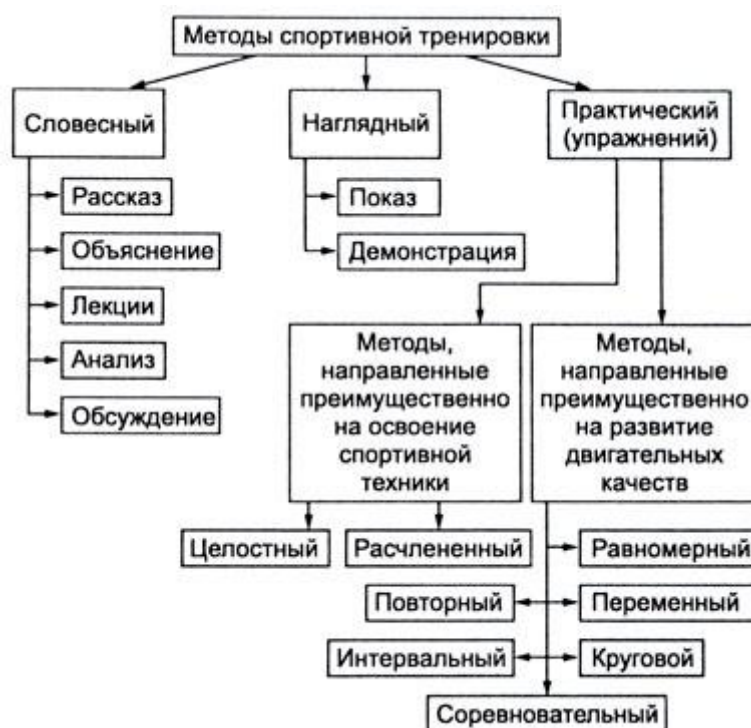 Методы спортивной тренировки
Словесный
Наглядный
Практический
(упражнений)
Рассказ
Объяснение
Лекции
Анализ
Обсуждение
Показ
Демонстрация
Методы,
направленные
преимущественно
на освоение
спортивной
техники
Методы,
направленные
преимущественно
на развитие
двигательных
качеств
Целостный
Расчлененный
Равномерный
Повторный
Переменный
Интервальный
Круговой
Соревновательный